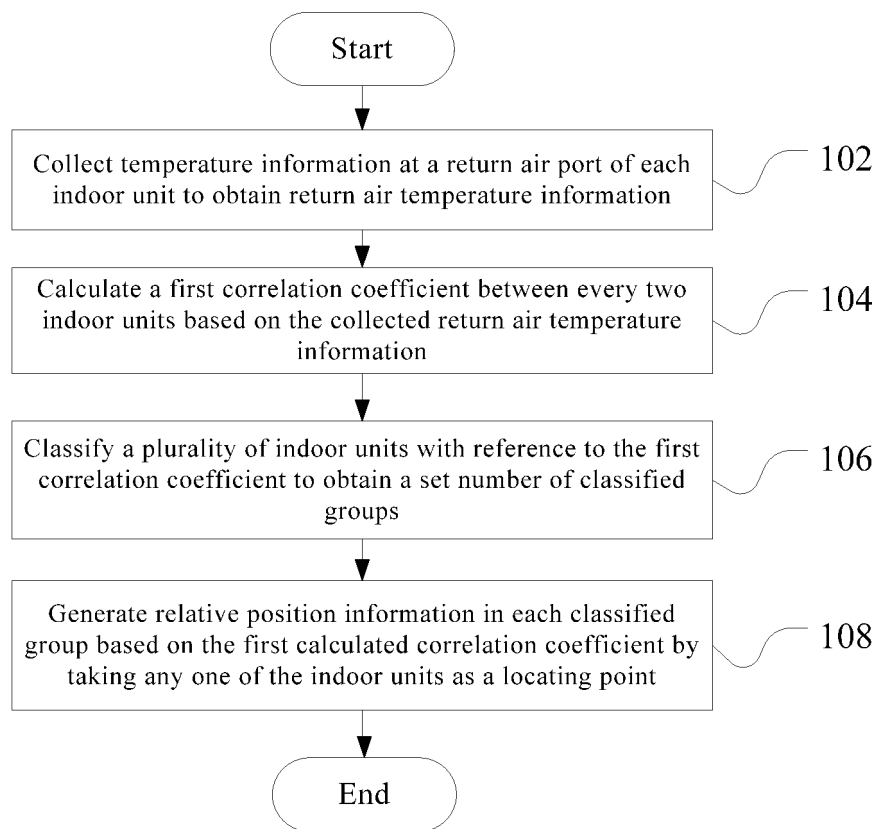 Start
Collect temperature information at a return air port of each
indoor unit to obtain return air temperature information
102
Calculate a first correlation coefficient between every two
indoor units based on the collected return air temperature
information
104
Classify a plurality of indoor units with reference to the first
correlation coefficient to obtain a set number of classified
groups
106
Generate relative position information in each classified
group based on the first calculated correlation coefficient by
taking any one of the indoor units as a locating point
108
End